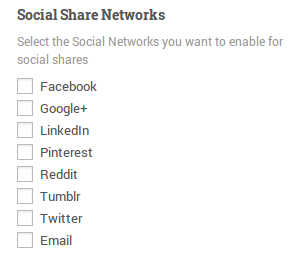 Social Share Networks
Select the Social Networks you want to enable for
social shares
Facebook
Google+
LinkedIn
Pinterest
Reddit
Tumblr
Twitter
Email